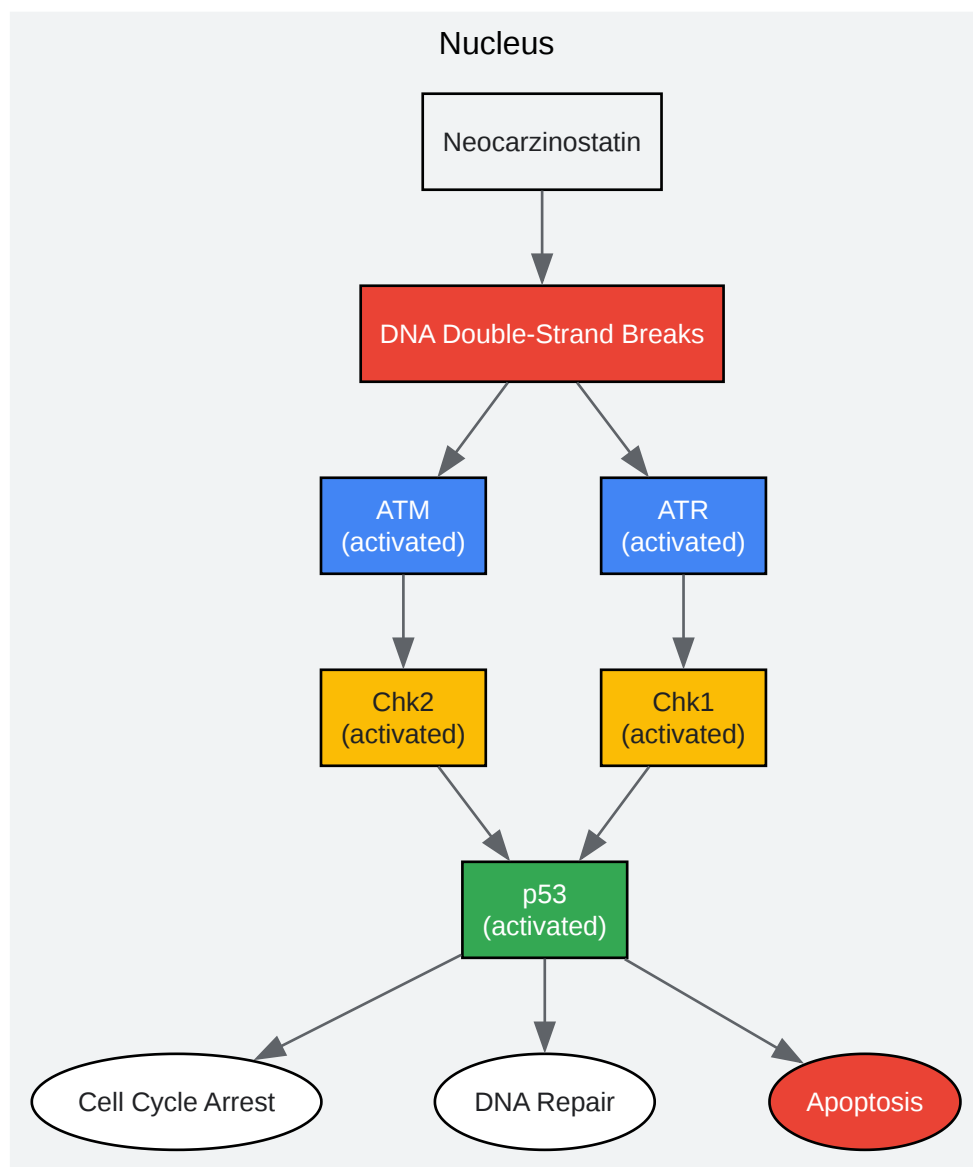 Nucleus
Neocarzinostatin
DNA Double-Strand Breaks
ATM
(activated)
ATR
(activated)
Chk2
(activated)
Chk1
(activated)
p53
(activated)
Cell Cycle Arrest
DNA Repair
Apoptosis